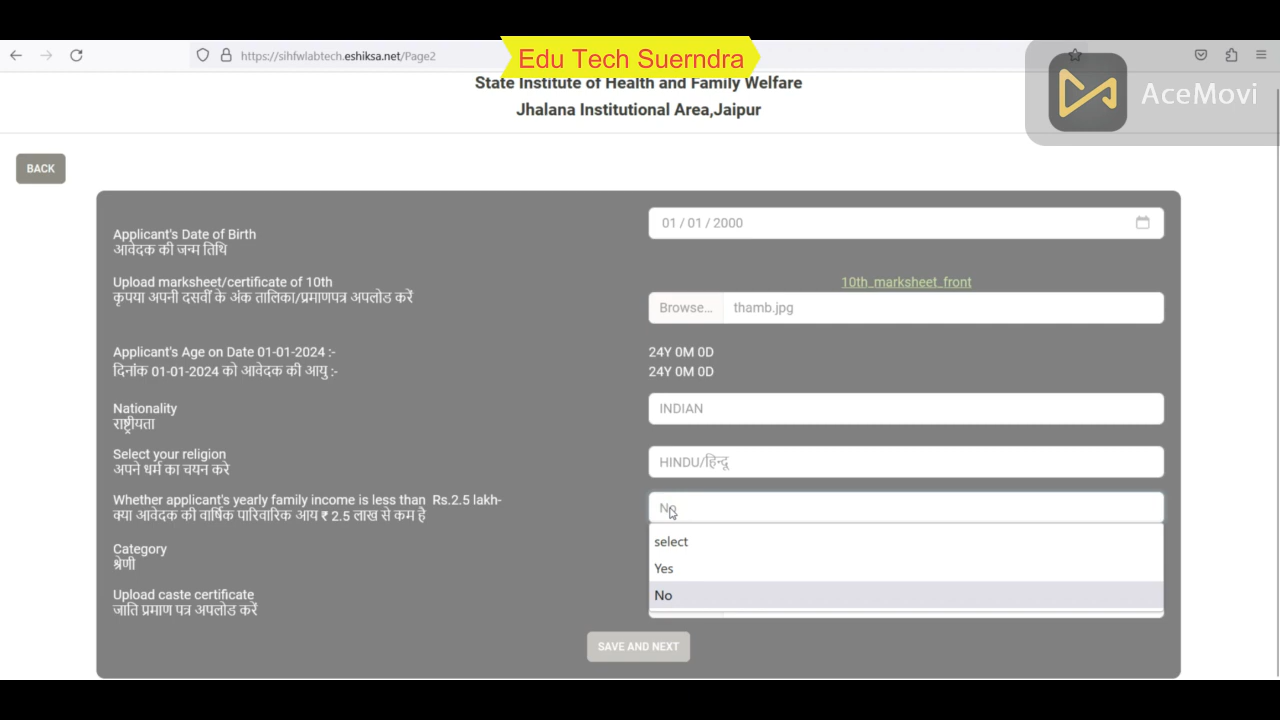 https://sihfwlabtech.eshiksa.net/Page2
Edu Tech Suerndra
AceMovi
State Institute of Health and Family Welfare
Jhalana Institutional Area,Jaipur
BACK
Applicant's Date of Birth
आवेदक की जन्म तिथि
01 / 01 / 2000
Upload marksheet/certificate of 10th
कृपया अपनी दसवीं के अंक तालिका/प्रमाणपत्र अपलोड करें
10th_marksheet_front
Browse... thamb.jpg
Applicant's Age on Date 01-01-2024 :-
दिनांक 01-01-2024 को आवेदक की आयु :-
24Y 0M 0D
24Y 0M 0D
Nationality
राष्ट्रीयता
INDIAN
Select your religion
अपने धर्म का चयन करे
HINDU/हिन्दू
Whether applicant's yearly family income is less than Rs.2.5 lakh-
क्या आवेदक की वार्षिक पारिवारिक आय ₹ 2.5 लाख से कम है
No
select
Yes
No
Category
श्रेणी
Upload caste certificate
जाति प्रमाण पत्र अपलोड करें
SAVE AND NEXT